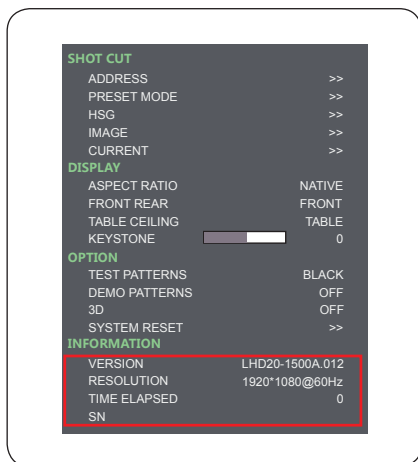 SHOT CUT
ADDRESS >>
PRESET MODE >>
HSG >>
IMAGE >>
CURRENT >>
DISPLAY
ASPECT RATIO NATIVE
FRONT REAR FRONT
TABLE CEILING TABLE
KEYSTONE 0
OPTION
TEST PATTERNS BLACK
DEMO PATTERNS OFF
3D OFF
SYSTEM RESET >>
INFORMATION
VERSION LHD20-1500A.012
RESOLUTION 1920*1080@60Hz
TIME ELAPSED 0
SN